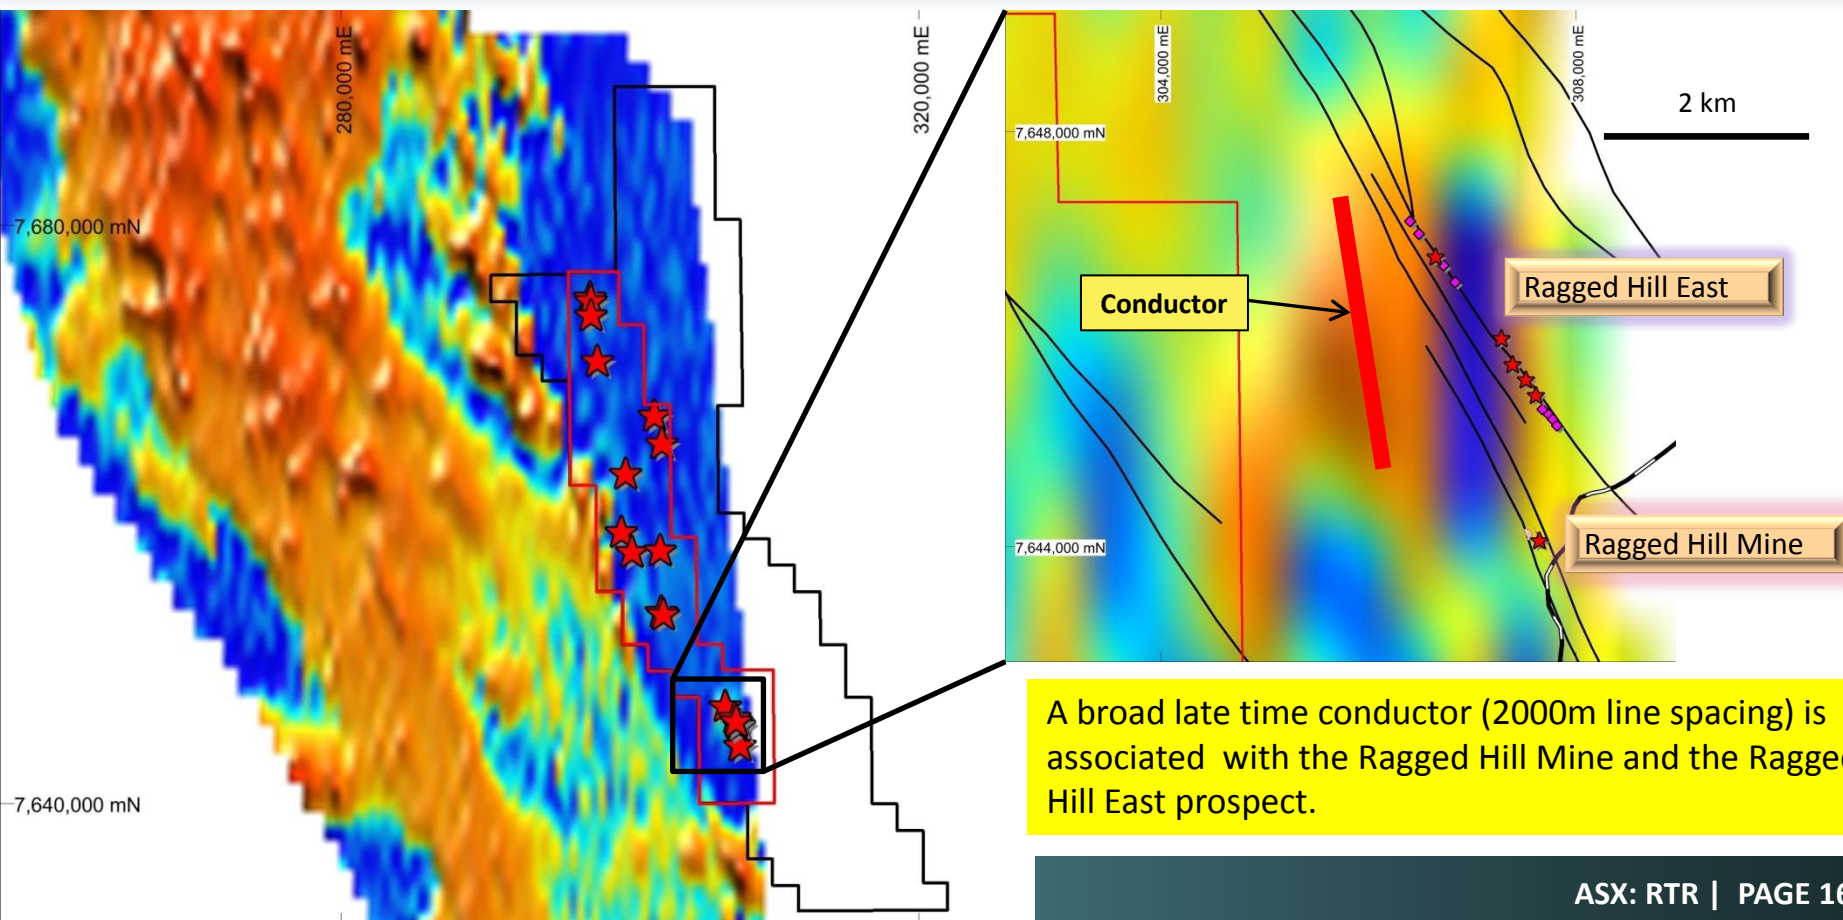 280,000 mE
320,000 mE
7,680,000 mN
7,640,000 mN
304,000 mE
308,000 mE
7,648,000 mN
2 km
Conductor
Ragged Hill East
7,644,000 mN
Ragged Hill Mine
A broad late time conductor (2000m line spacing) is
associated with the Ragged Hill Mine and the Ragged
Hill East prospect.
ASX: RTR | PAGE 16